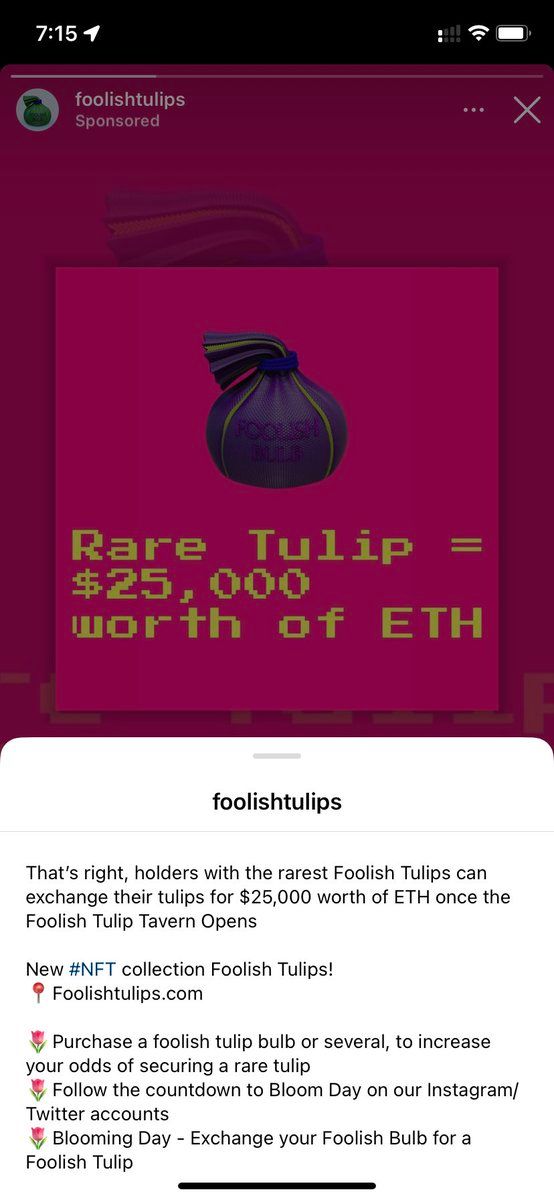 7:15
foolishtulips
Sponsored
FOOLISH
BULB
Rare Tulip =
$25,000
worth of ETH
foolishtulips
That’s right, holders with the rarest Foolish Tulips can
exchange their tulips for $25,000 worth of ETH once the
Foolish Tulip Tavern Opens
New #NFT collection Foolish Tulips!
📍 Foolishtulips.com
🌷 Purchase a foolish tulip bulb or several, to increase
your odds of securing a rare tulip
🌷 Follow the countdown to Bloom Day on our Instagram/
Twitter accounts
🌷 Blooming Day - Exchange your Foolish Bulb for a
Foolish Tulip